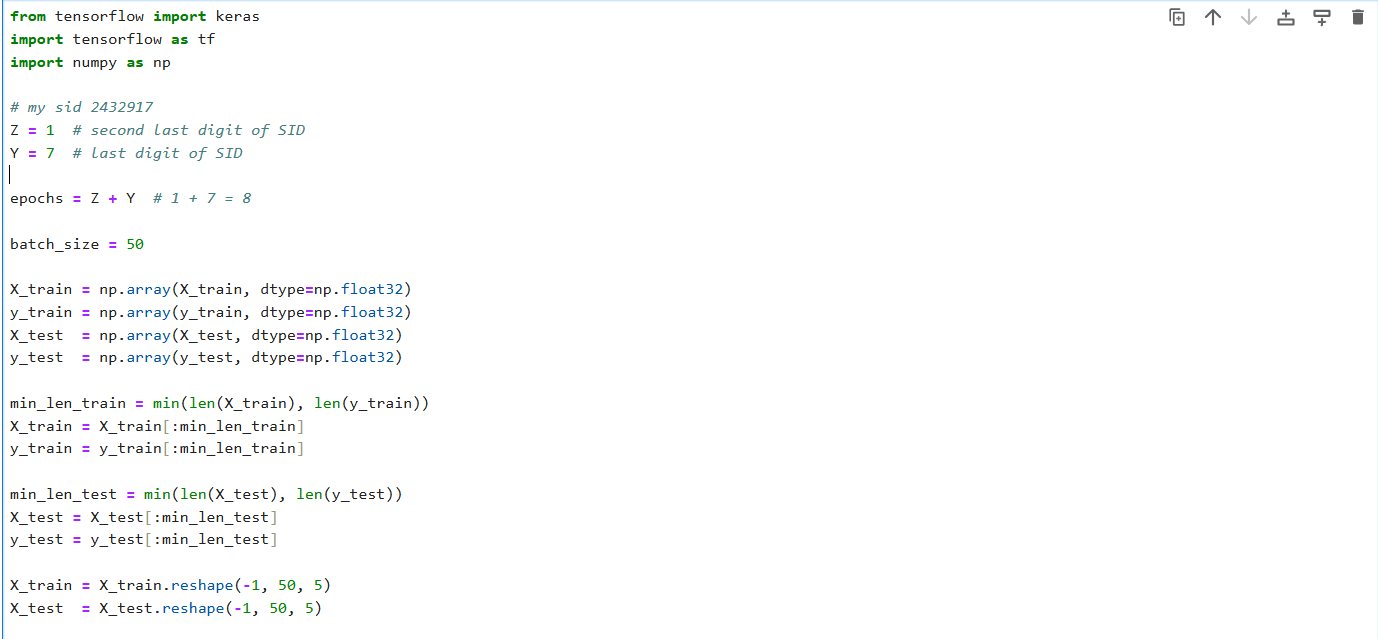 from tensorflow import keras
import tensorflow as tf
import numpy as np
# my sid 2432917
Z = 1  # second last digit of SID
Y = 7  # last digit of SID
epochs = Z + Y  # 1 + 7 = 8
batch_size = 50
X_train = np.array(X_train, dtype=np.float32)
y_train = np.array(y_train, dtype=np.float32)
X_test  = np.array(X_test, dtype=np.float32)
y_test  = np.array(y_test, dtype=np.float32)
min_len_train = min(len(X_train), len(y_train))
X_train = X_train[:min_len_train]
y_train = y_train[:min_len_train]
min_len_test = min(len(X_test), len(y_test))
X_test = X_test[:min_len_test]
y_test = y_test[:min_len_test]
X_train = X_train.reshape(-1, 50, 5)
X_test  = X_test.reshape(-1, 50, 5)